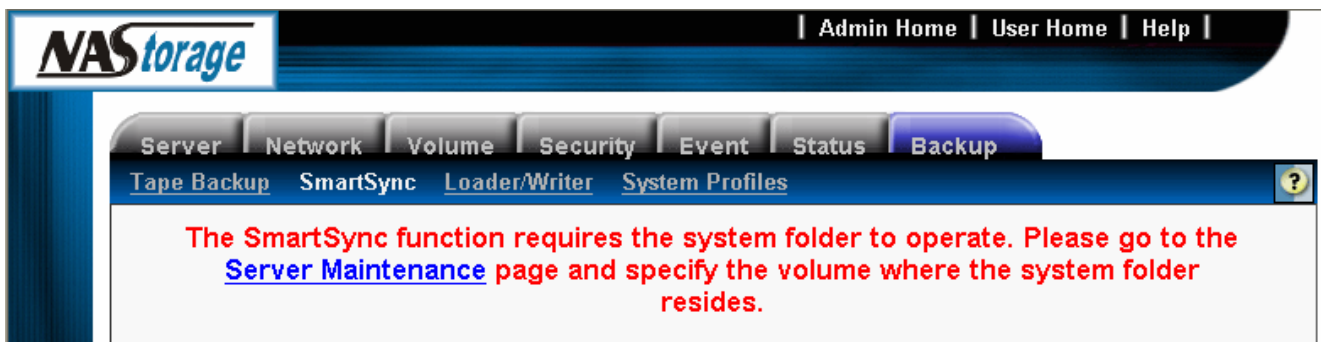 NAStorage
| Admin Home | User Home | Help |
Server Network Volume Security Event Status Backup
Tape Backup SmartSync Loader/Writer System Profiles ?
The SmartSync function requires the system folder to operate. Please go to the
Server Maintenance page and specify the volume where the system folder
resides.